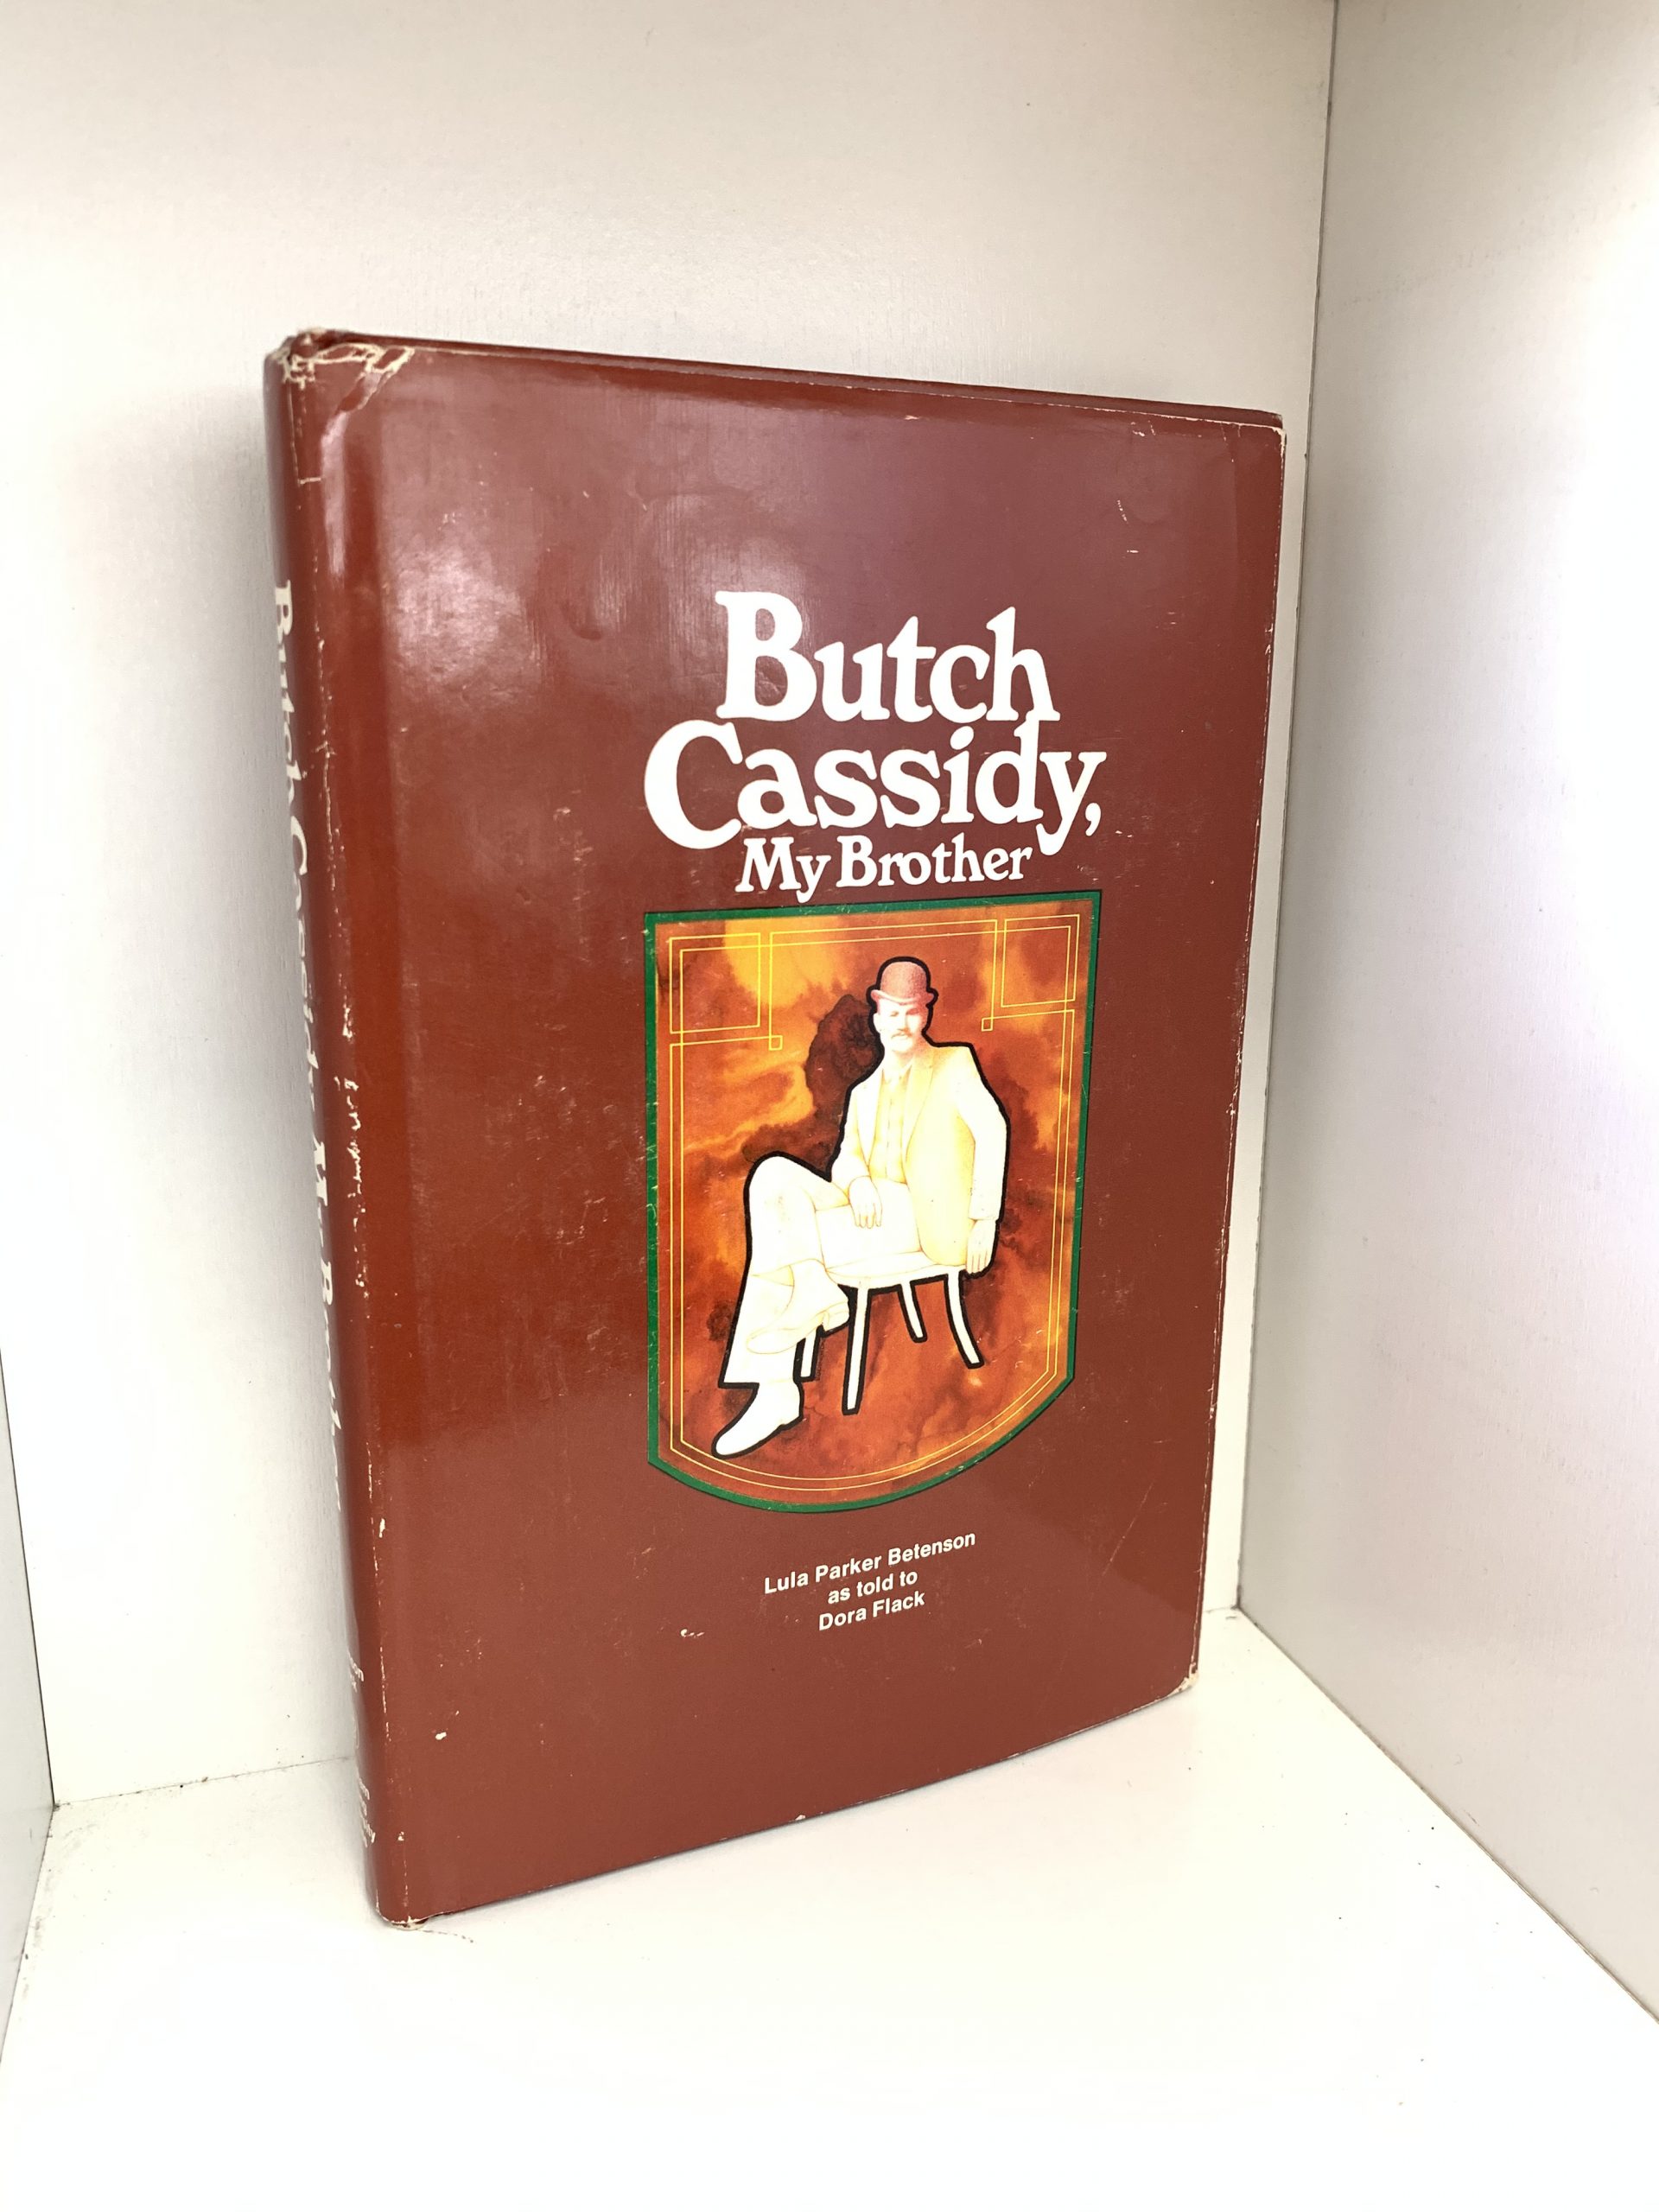 Butch
Cassidy,
My Brother
Lula Parker Betenson
as told to
Dora Flack
Butch Cassidy, My Brother